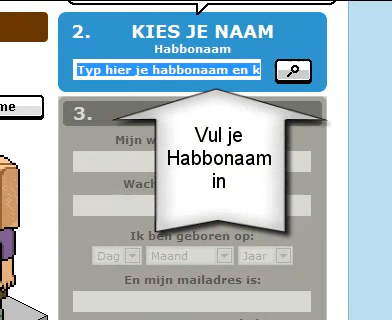 2. KIES JE NAAM
Habbonaam
Typ hier je habbonaam en k
me
3.
Mijn w
Wach
Vul je
Habbonaam
in
Ik ben geboren op:
Dag Maand Jaar
En mijn mailadres is: